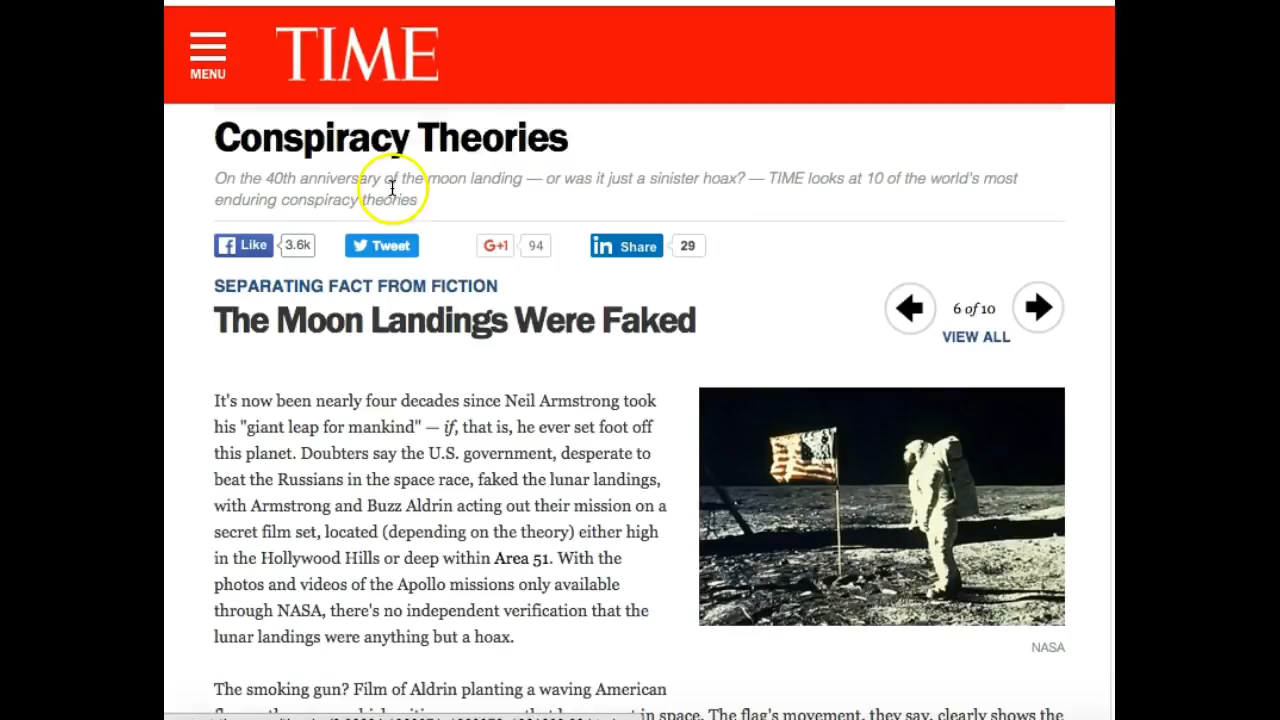 TIME
MENU
Conspiracy Theories
On the 40th anniversary of the moon landing — or was it just a sinister hoax? — TIME looks at 10 of the world's most
enduring conspiracy theories
Like 3.6k Tweet G+1 94 in Share 29
SEPARATING FACT FROM FICTION
The Moon Landings Were Faked
6 of 10
VIEW ALL
It's now been nearly four decades since Neil Armstrong took
his "giant leap for mankind" — if, that is, he ever set foot off
this planet. Doubters say the U.S. government, desperate to
beat the Russians in the space race, faked the lunar landings,
with Armstrong and Buzz Aldrin acting out their mission on a
secret film set, located (depending on the theory) either high
in the Hollywood Hills or deep within Area 51. With the
photos and videos of the Apollo missions only available
through NASA, there's no independent verification that the
lunar landings were anything but a hoax.
NASA
The smoking gun? Film of Aldrin planting a waving American
in space. The flag's movement, they say, clearly shows the